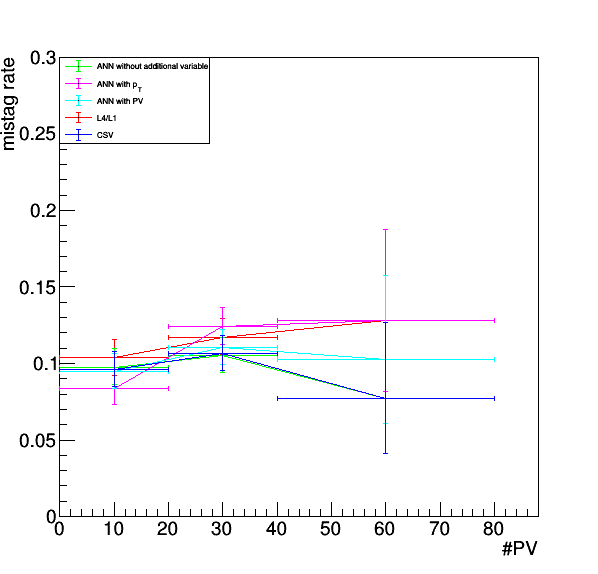 mistag rate
0.3
0.25
0.2
0.15
0.1
0.05
0
ANN without additional variable
ANN with pT
ANN with PV
L4/L1
CSV
0 10 20 30 40 50 60 70 80
#PV